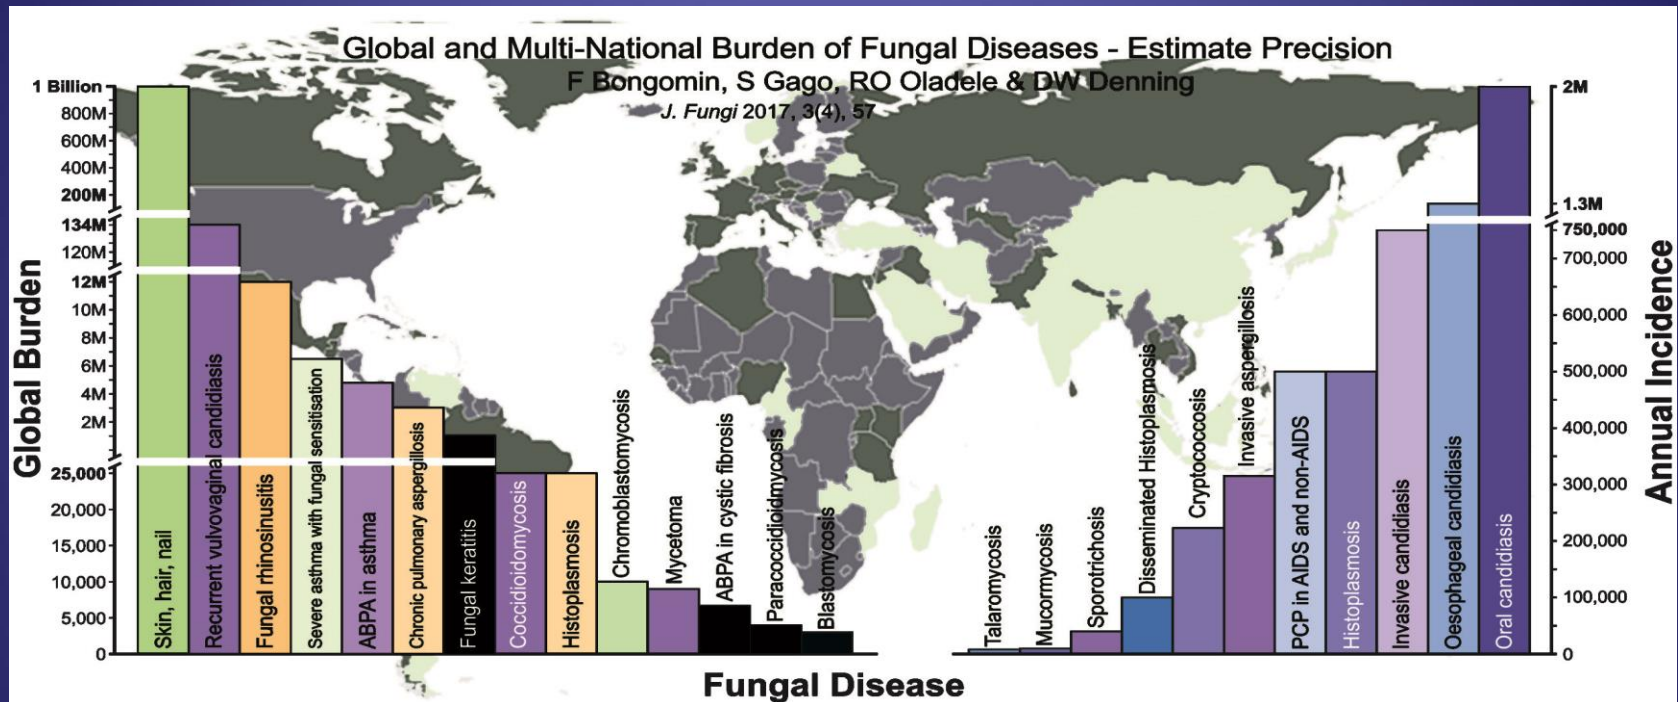 Global and Multi-National Burden of Fungal Diseases - Estimate Precision
F Bongomin, S Gago, RO Oladele & DW Denning
J. Fungi 2017, 3(4), 57
Global Burden
1 Billion
800M
600M
400M
200M
134M
120M
12M
10M
8M
6M
4M
2M
25,000
20,000
15,000
10,000
5,000
0
Skin, hair, nail
Recurrent vulvovaginal candidiasis
Fungal rhinosinusitis
Severe asthma with fungal sensitisation
ABPA in asthma
Chronic pulmonary aspergillosis
Fungal keratitis
Coccidioidomycosis
Histoplasmosis
Chromoblastomycosis
Mycetoma
ABPA in cystic fibrosis
Paracoccidioidmycosis
Blastomycosis
Talaromycosis
Mucormycosis
Sporotrichosis
Disseminated Histoplasmosis
Cryptococcosis
Invasive aspergillosis
PCP in AIDS and non-AIDS
Histoplasmosis
Invasive candidiasis
Oesophageal candidiasis
Oral candidiasis
2M
1.3M
750,000
700,000
600,000
500,000
400,000
300,000
200,000
100,000
0
Annual Incidence
Fungal Disease